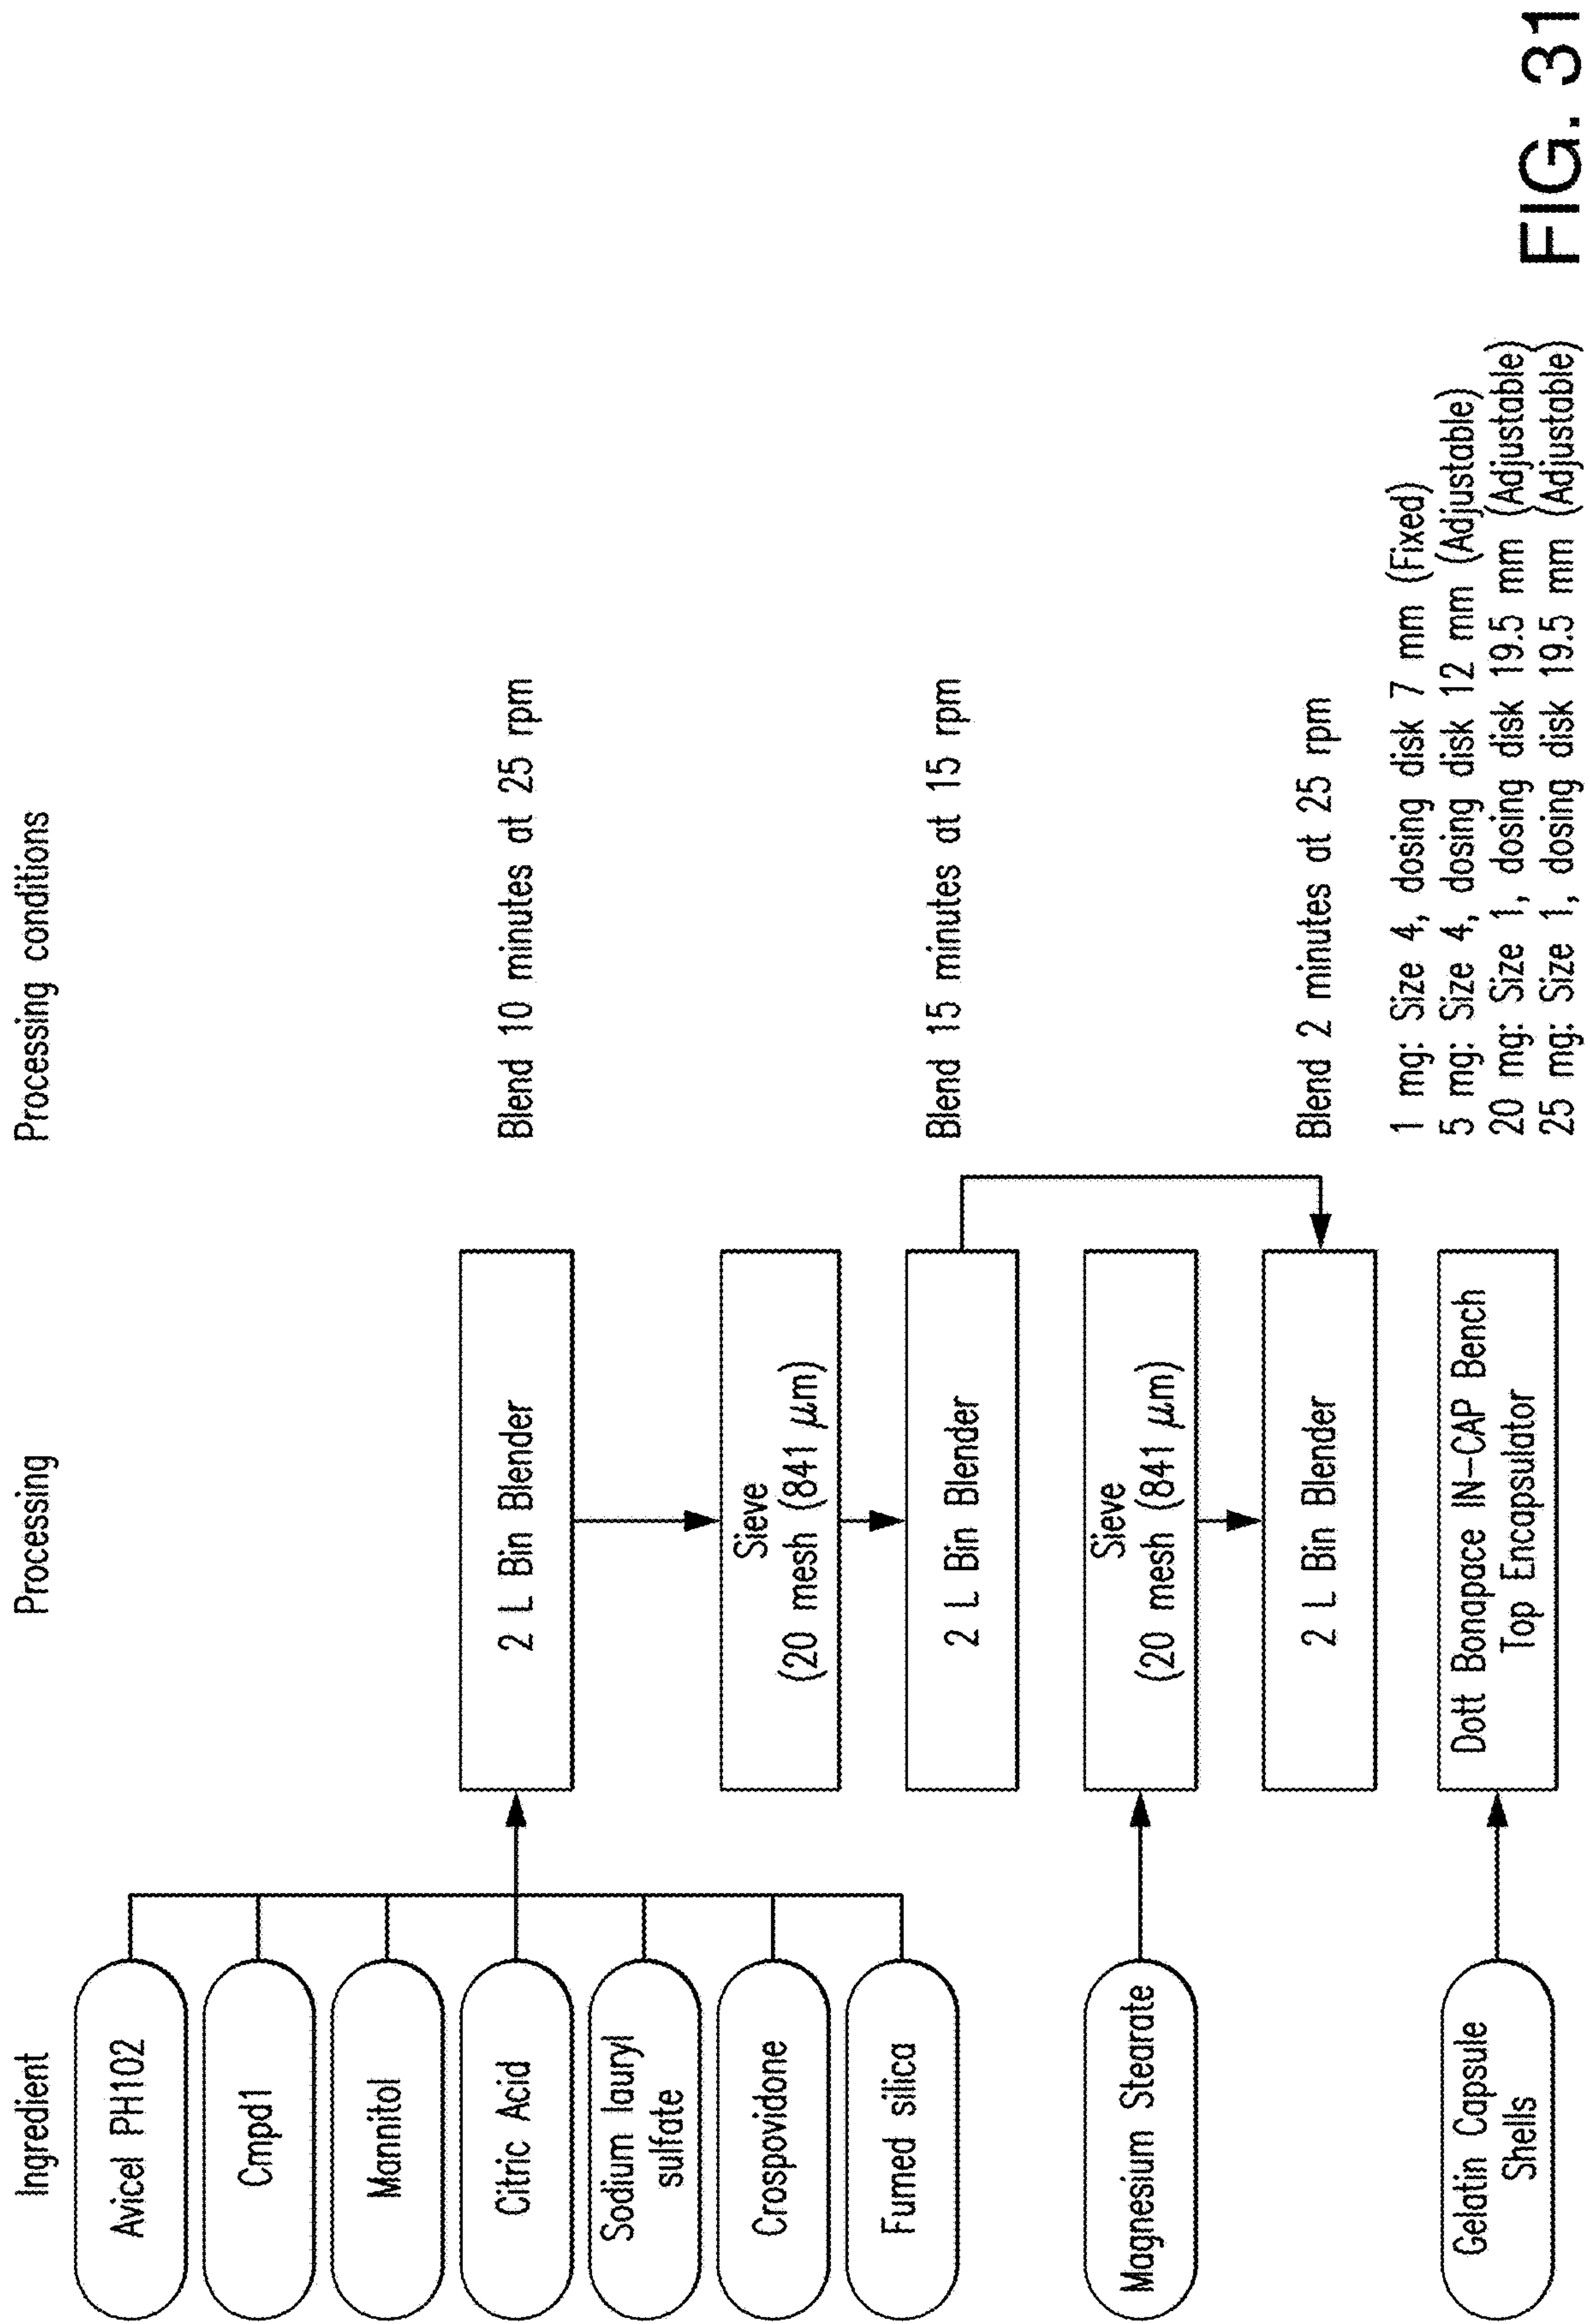 Ingredient
Processing
Processing conditions
Avicel PH102
Cmpd1
Mannitol
Citric Acid
Sodium lauryl
sulfate
Crospovidone
Fumed silica
2 L Bin Blender
Blend 10 minutes at 25 rpm
Sieve
(20 mesh (841 μm)
2 L Bin Blender
Blend 15 minutes at 15 rpm
Magnesium Stearate
Sieve
(20 mesh (841 μm)
2 L Bin Blender
Blend 2 minutes at 25 rpm
Gelatin Capsule
Shells
Dott Bonapace IN-CAP Bench
Top Encapsulator
1 mg: Size 4, dosing disk 7 mm (Fixed)
5 mg: Size 4, dosing disk 12 mm (Adjustable)
20 mg: Size 1, dosing disk 19.5 mm (Adjustable)
25 mg: Size 1, dosing disk 19.5 mm (Adjustable)
FIG. 31